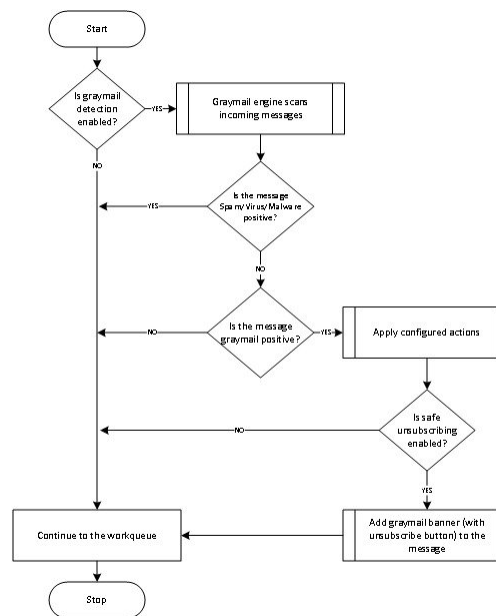 Start
Is graymail
detection
enabled?
YES
Graymail engine scans
incoming messages
NO
Is the message
Spam/Virus/Malware
positive?
YES
NO
Is the message
graymail positive?
NO
YES
Apply configured actions
Is safe
unsubscribing
enabled?
NO
YES
Continue to the workqueue
Add graymail banner (with
unsubscribe button) to the
message
Stop